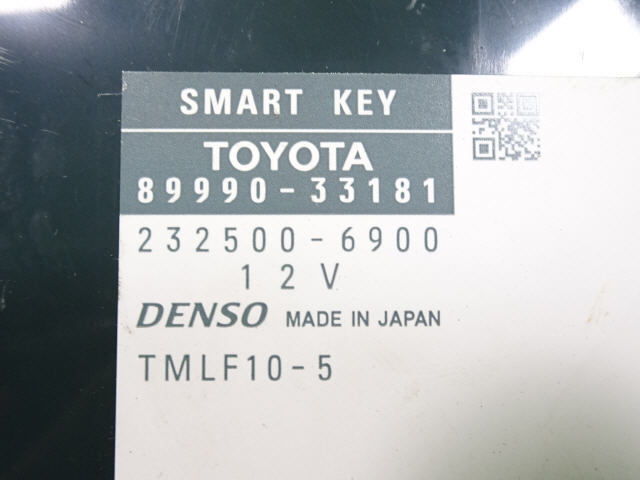 SMART KEY
TOYOTA
89990-33181
232500-6900
12V
DENSO MADE IN JAPAN
TMLF10-5